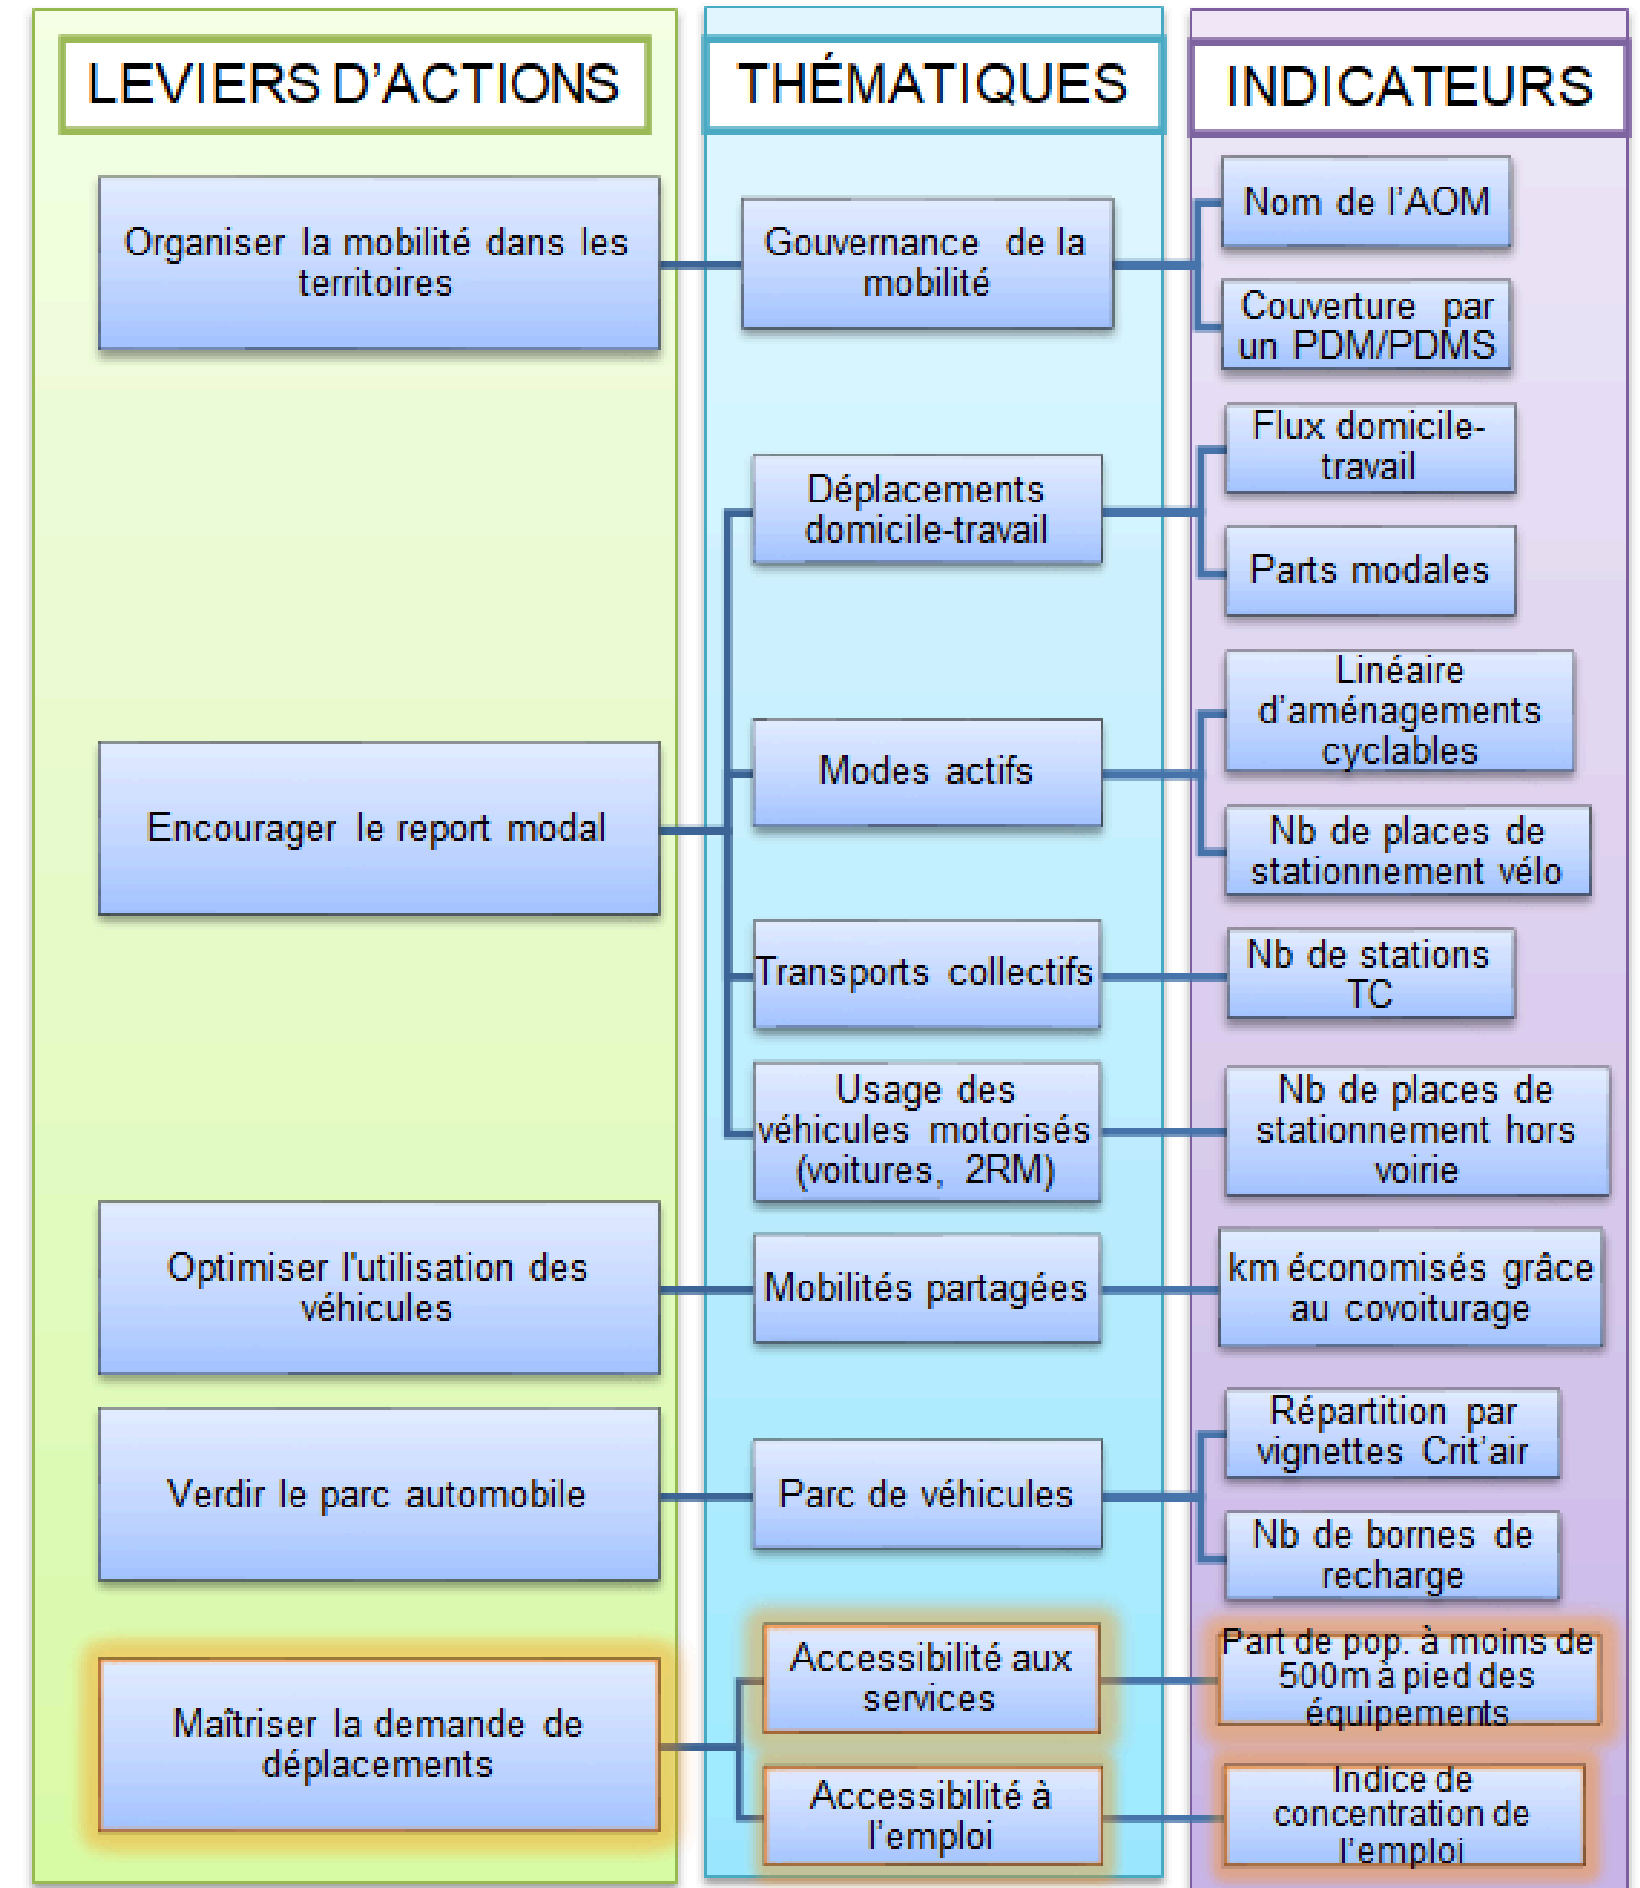 LEVIERS D'ACTIONS
THÉMATIQUES
INDICATEURS
Organiser la mobilité dans les
territoires
Gouvernance de la
mobilité
Nom de l'AOM
Couverture par
un PDM/PDMS
Encourager le report modal
Déplacements
domicile-travail
Flux domicile-
travail
Parts modales
Modes actifs
Linéaire
d'aménagements
cyclables
Nb de places de
stationnement vélo
Transports collectifs
Nb de stations
TC
Usage des
véhicules motorisés
(voitures, 2RM)
Nb de places de
stationnement hors
voirie
Optimiser l'utilisation des
véhicules
Mobilités partagées
km économisés grâce
au covoiturage
Verdir le parc automobile
Parc de véhicules
Répartition par
vignettes Crit'air
Nb de bornes de
recharge
Maîtriser la demande de
déplacements
Accessibilité aux
services
Part de pop. à moins de
500m à pied des
équipements
Accessibilité à
l'emploi
Indice de
concentration de
l'emploi